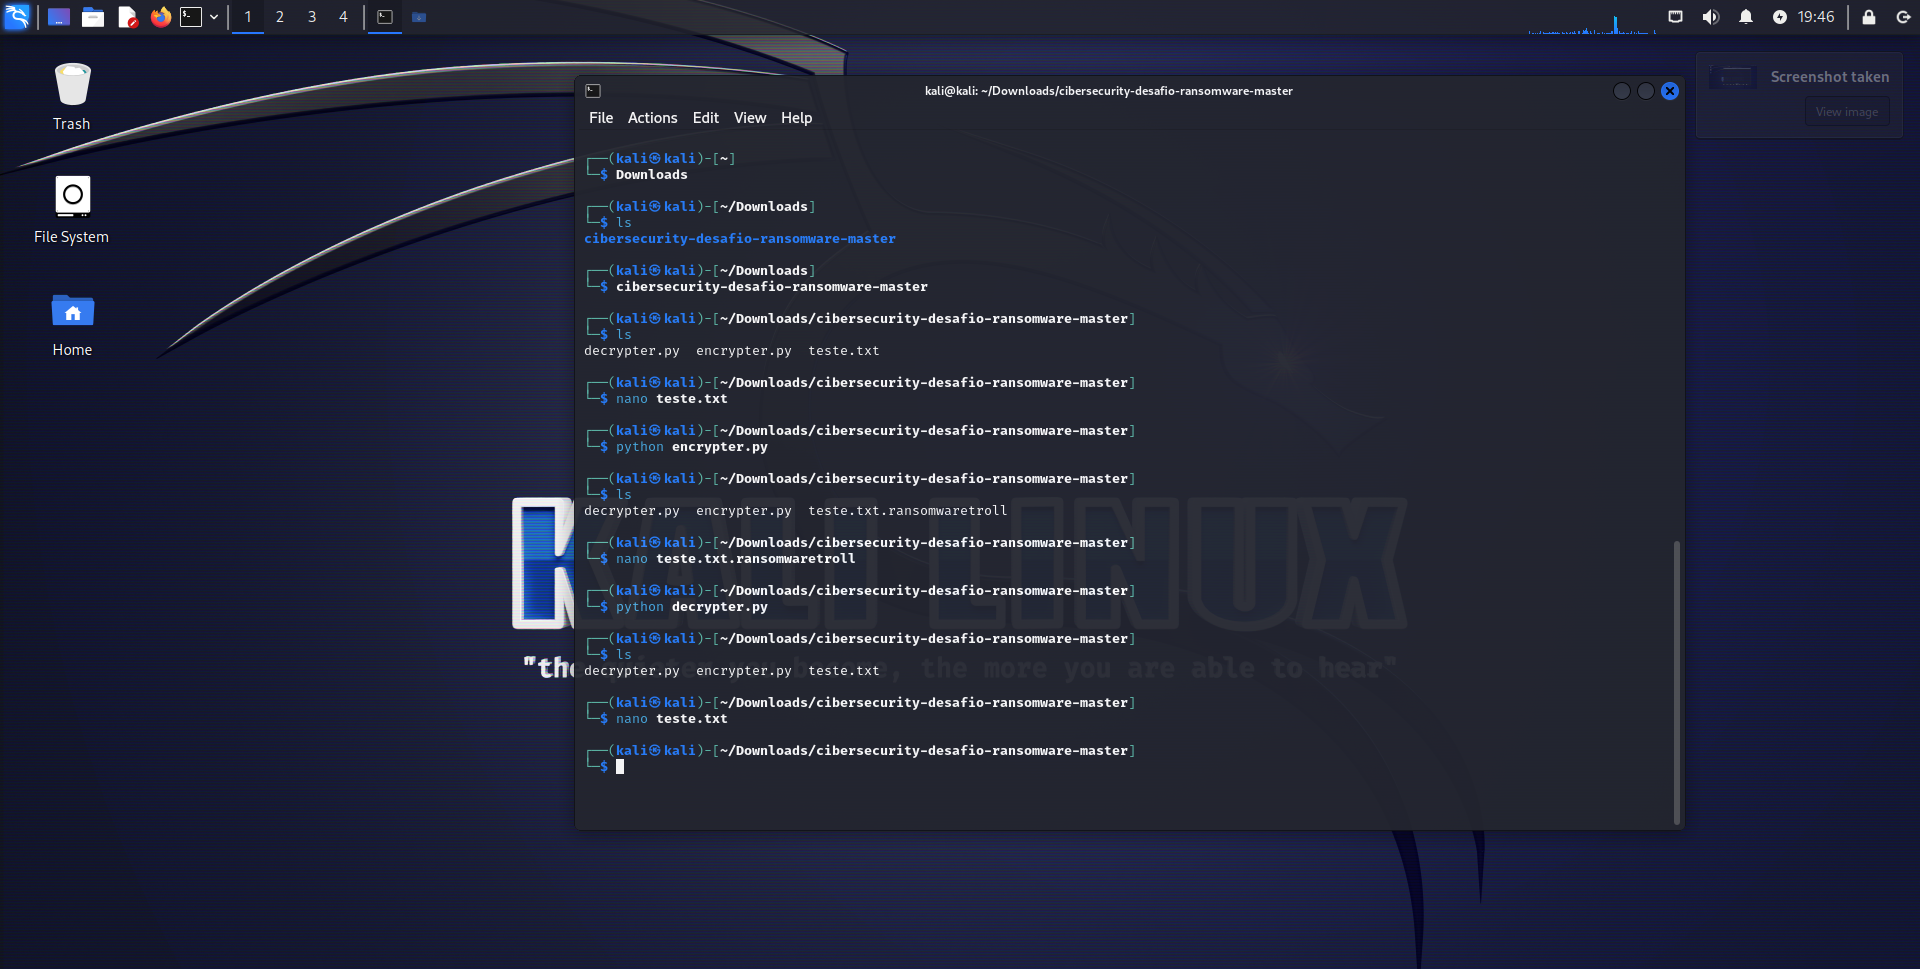 1 2 3 4
19:46
Trash
File System
Home
Screenshot taken
View image
kali@kali: ~/Downloads/cibersecurity-desafio-ransomware-master
File Actions Edit View Help
┌──(kali㉿kali)-[~]
└─$ Downloads
┌──(kali㉿kali)-[~/Downloads]
└─$ ls
cibersecurity-desafio-ransomware-master
┌──(kali㉿kali)-[~/Downloads]
└─$ cibersecurity-desafio-ransomware-master
┌──(kali㉿kali)-[~/Downloads/cibersecurity-desafio-ransomware-master]
└─$ ls
decrypter.py  encrypter.py  teste.txt
┌──(kali㉿kali)-[~/Downloads/cibersecurity-desafio-ransomware-master]
└─$ nano teste.txt
┌──(kali㉿kali)-[~/Downloads/cibersecurity-desafio-ransomware-master]
└─$ python encrypter.py
┌──(kali㉿kali)-[~/Downloads/cibersecurity-desafio-ransomware-master]
└─$ ls
decrypter.py  encrypter.py  teste.txt.ransomwaretroll
┌──(kali㉿kali)-[~/Downloads/cibersecurity-desafio-ransomware-master]
└─$ nano teste.txt.ransomwaretroll
┌──(kali㉿kali)-[~/Downloads/cibersecurity-desafio-ransomware-master]
└─$ python decrypter.py
┌──(kali㉿kali)-[~/Downloads/cibersecurity-desafio-ransomware-master]
└─$ ls
decrypter.py  encrypter.py  teste.txt
┌──(kali㉿kali)-[~/Downloads/cibersecurity-desafio-ransomware-master]
└─$ nano teste.txt
┌──(kali㉿kali)-[~/Downloads/cibersecurity-desafio-ransomware-master]
└─$
KALI LINUX
"the quieter you become, the more you are able to hear"